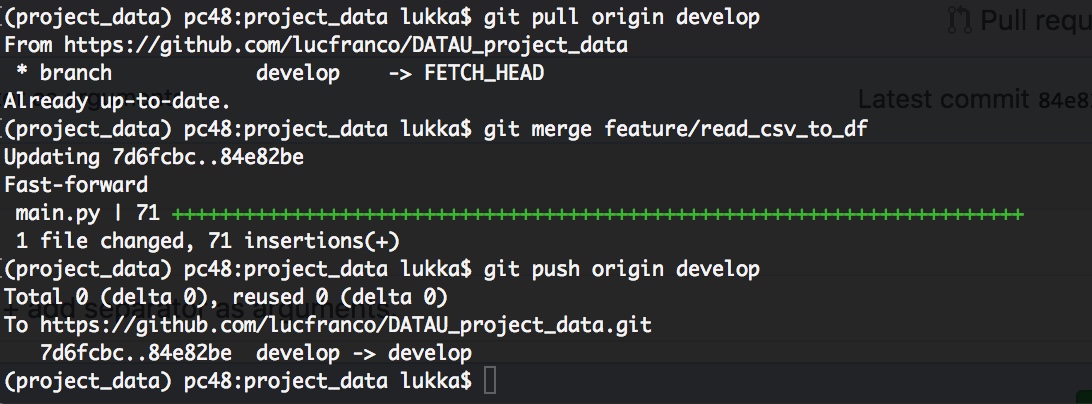 (project_data) pc48:project_data lukka$ git pull origin develop
Pull requ
From https://github.com/lucfranco/DATAU_project_data
 * branch            develop    -> FETCH_HEAD
Already up-to-date.
Latest commit 84e8
(project_data) pc48:project_data lukka$ git merge feature/read_csv_to_df
Updating 7d6fcbc..84e82be
Fast-forward
 main.py | 71 +++++++++++++++++++++++++++++++++++++++++++++++++++++++++++++++++++++++
 1 file changed, 71 insertions(+)
(project_data) pc48:project_data lukka$ git push origin develop
Total 0 (delta 0), reused 0 (delta 0)
+ add separator as arguments
To https://github.com/lucfranco/DATAU_project_data.git
   7d6fcbc..84e82be  develop -> develop
(project_data) pc48:project_data lukka$